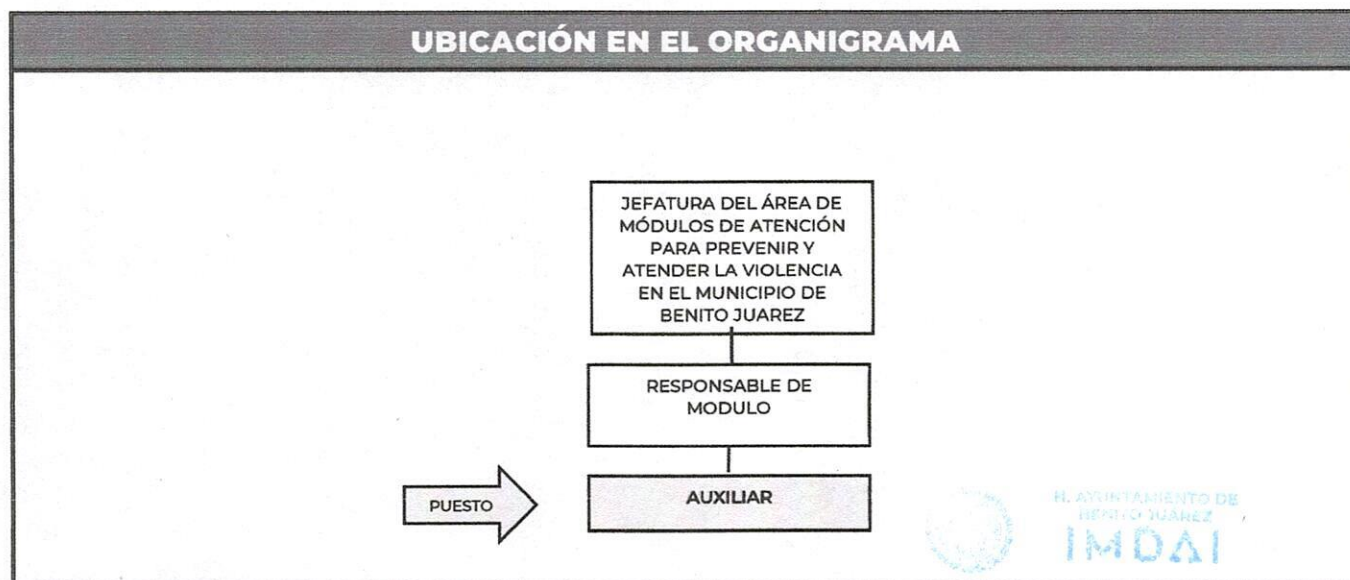 UBICACIÓN EN EL ORGANIGRAMA
JEFATURA DEL ÁREA DE
MÓDULOS DE ATENCIÓN
PARA PREVENIR Y
ATENDER LA VIOLENCIA
EN EL MUNICIPIO DE
BENITO JUAREZ
RESPONSABLE DE
MODULO
PUESTO
AUXILIAR
H. AYUNTAMIENTO DE
BENITO JUÁREZ
IMDAI